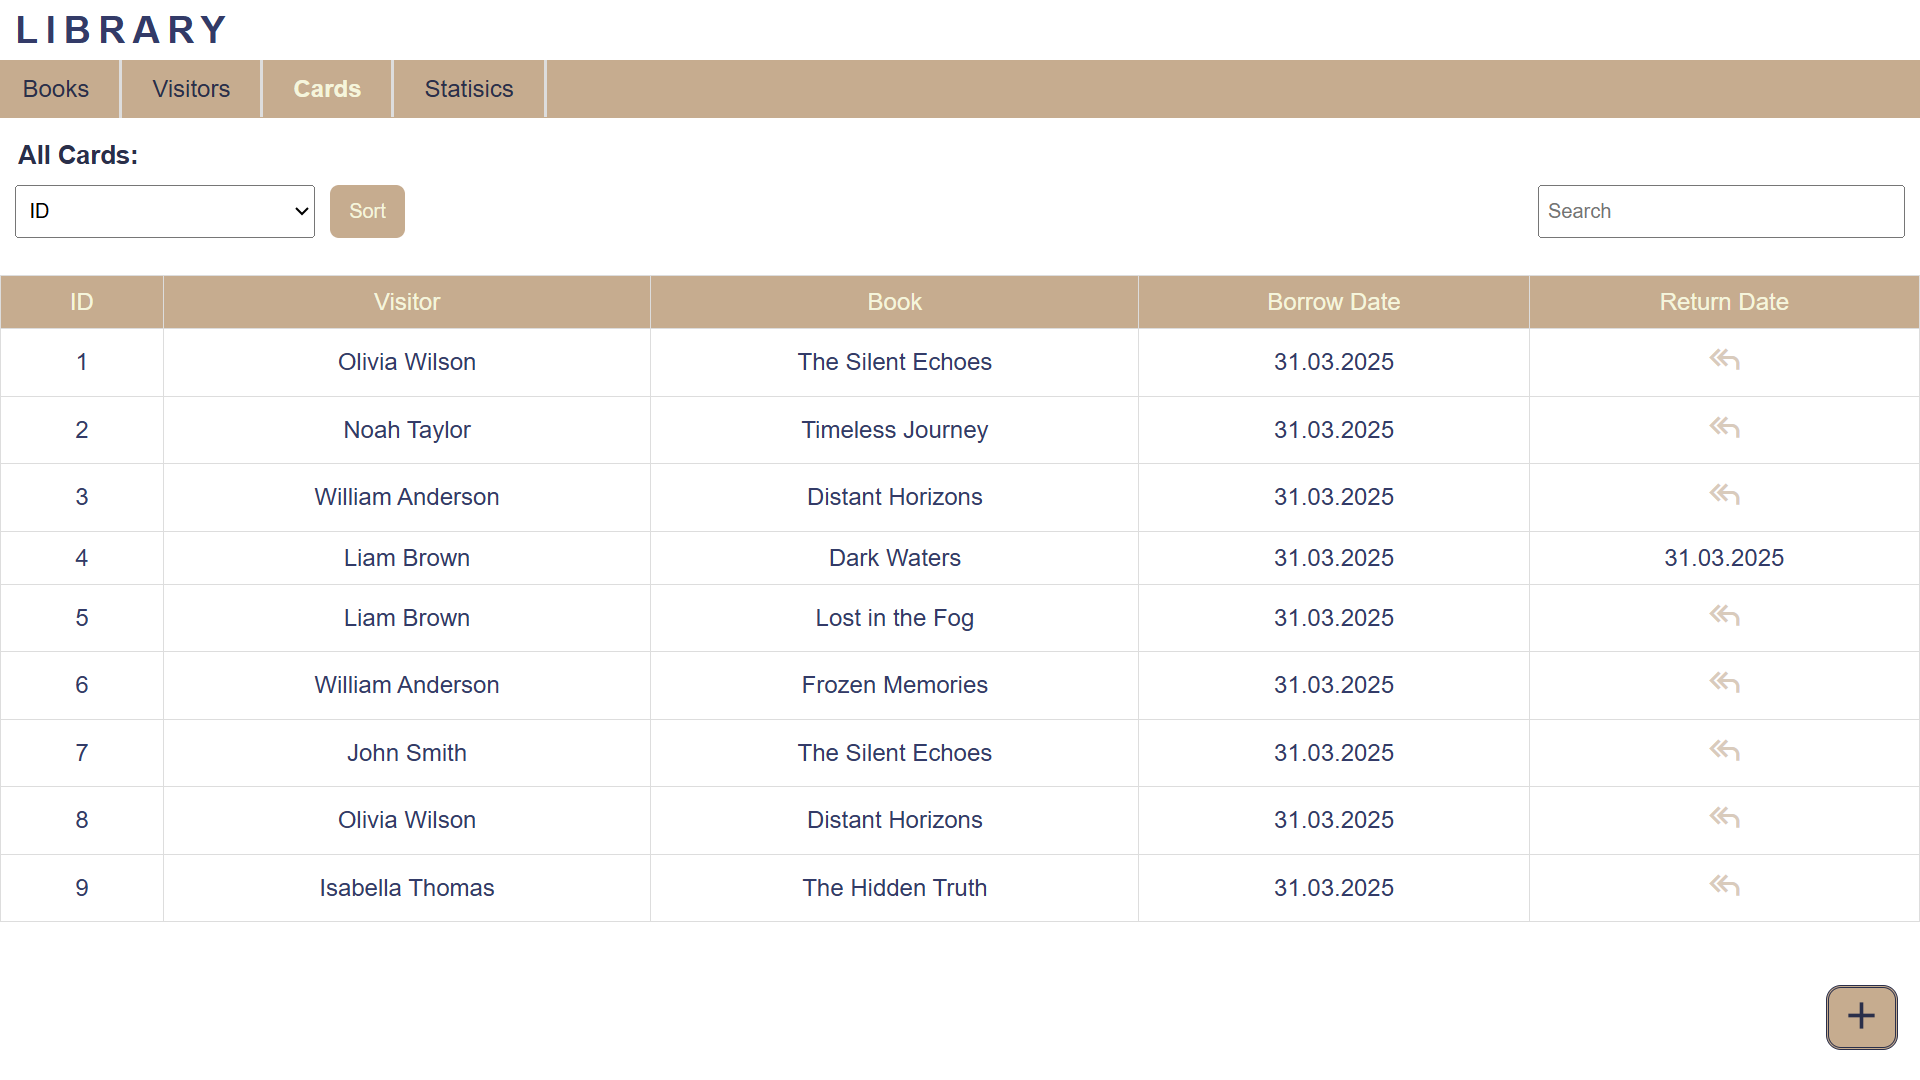 LIBRARY
Books Visitors Cards Statisics
All Cards:
ID Sort Search
ID Visitor Book Borrow Date Return Date
1 Olivia Wilson The Silent Echoes 31.03.2025
2 Noah Taylor Timeless Journey 31.03.2025
3 William Anderson Distant Horizons 31.03.2025
4 Liam Brown Dark Waters 31.03.2025 31.03.2025
5 Liam Brown Lost in the Fog 31.03.2025
6 William Anderson Frozen Memories 31.03.2025
7 John Smith The Silent Echoes 31.03.2025
8 Olivia Wilson Distant Horizons 31.03.2025
9 Isabella Thomas The Hidden Truth 31.03.2025
+